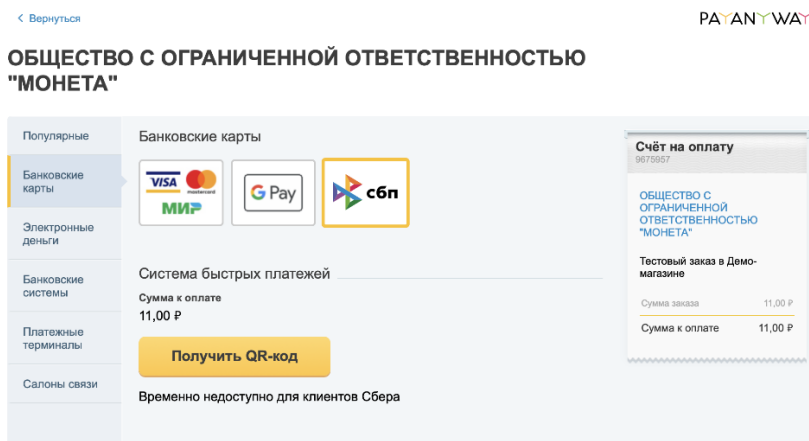 Вернуться
PAYANYWAY
ОБЩЕСТВО С ОГРАНИЧЕННОЙ ОТВЕТСТВЕННОСТЬЮ
"МОНЕТА"
Популярные
Банковские
карты
Электронные
деньги
Банковские
системы
Платежные
терминалы
Салоны связи
Банковские карты
VISA
mastercard
МИР
G Pay
сбп
Система быстрых платежей
Сумма к оплате
11,00 ₽
Получить QR-код
Временно недоступно для клиентов Сбера
Счёт на оплату
9675957
ОБЩЕСТВО С
ОГРАНИЧЕННОЙ
ОТВЕТСТВЕННОСТЬЮ
"МОНЕТА"
Тестовый заказ в Демо-
магазине
Сумма заказа 11,00 ₽
Сумма к оплате 11,00 ₽